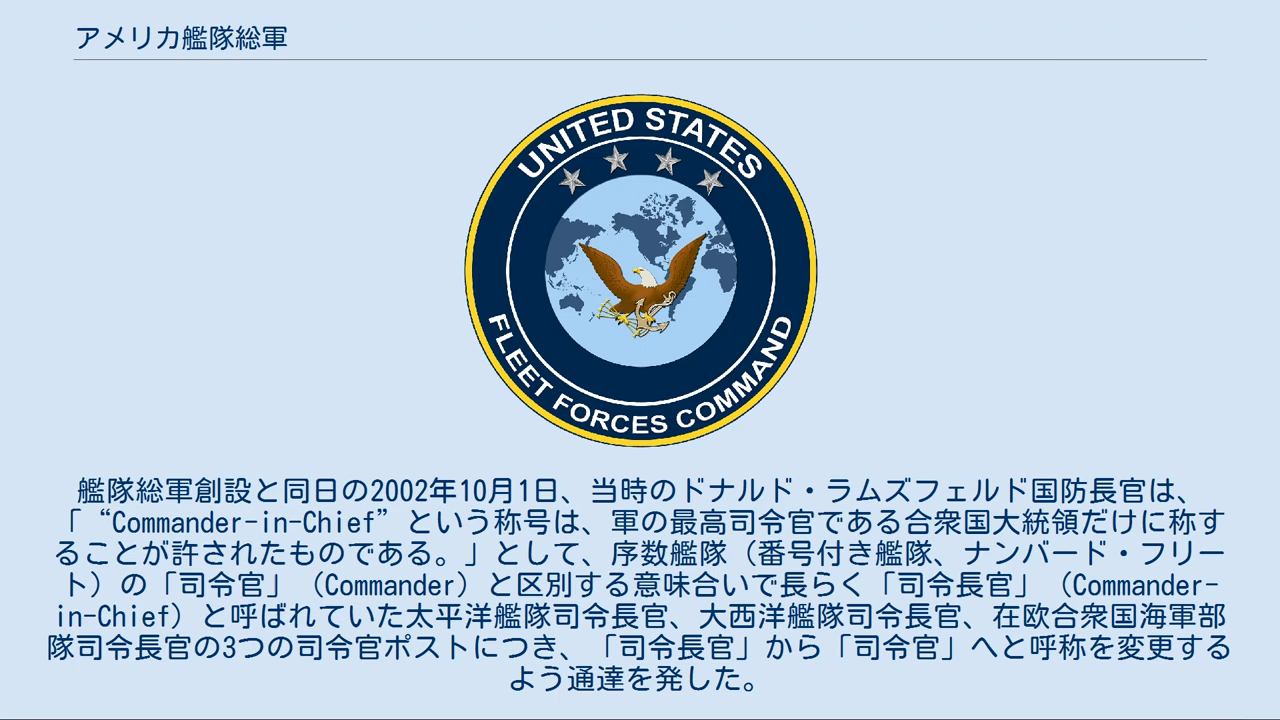 アメリカ艦隊総軍
UNITED STATES
FLEET FORCES COMMAND
艦隊総軍創設と同日の2002年10月1日、当時のドナルド・ラムズフェルド国防長官は、
「“Commander-in-Chief”という称号は、軍の最高司令官である合衆国大統領だけに称す
ることが許されたものである。」として、序数艦隊（番号付き艦隊、ナンバード・フリー
ト）の「司令官」（Commander）と区別する意味合いで長らく「司令長官」（Commander-
in-Chief）と呼ばれていた太平洋艦隊司令長官、大西洋艦隊司令長官、在欧合衆国海軍部
隊司令長官の3つの司令官ポストにつき、「司令長官」から「司令官」へと呼称を変更する
よう通達を発した。